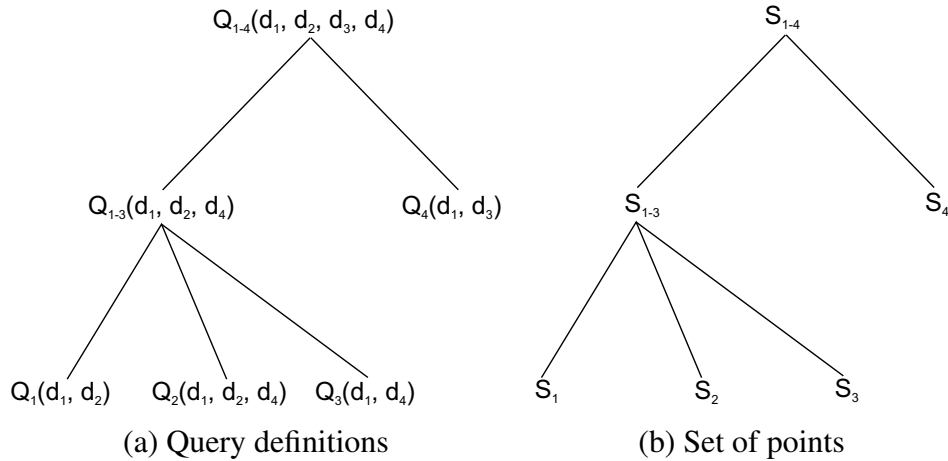 Q₁₋₄(d₁, d₂, d₃, d₄)
S₁₋₄
Q₁₋₃(d₁, d₂, d₄)
Q₄(d₁, d₃)
S₁₋₃
S₄
Q₁(d₁, d₂)
Q₂(d₁, d₂, d₄)
Q₃(d₁, d₄)
S₁
S₂
S₃
(a) Query definitions
(b) Set of points